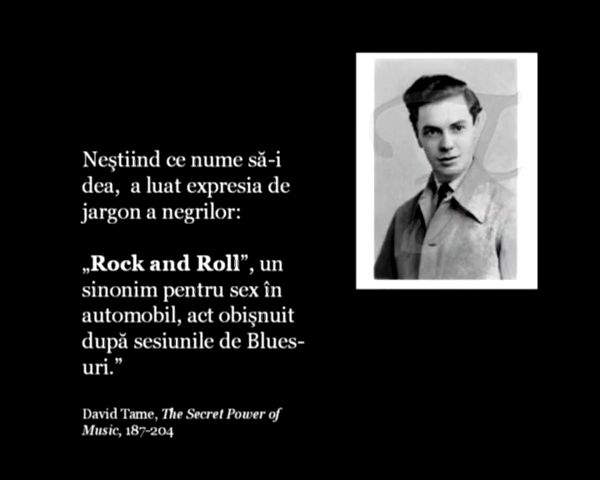 Neştiind ce nume să-i
dea, a luat expresia de
jargon a negrilor:
„Rock and Roll”, un
sinonim pentru sex în
automobil, act obişnuit
după sesiunile de Blues-
uri.”
David Tame, The Secret Power of
Music, 187-204